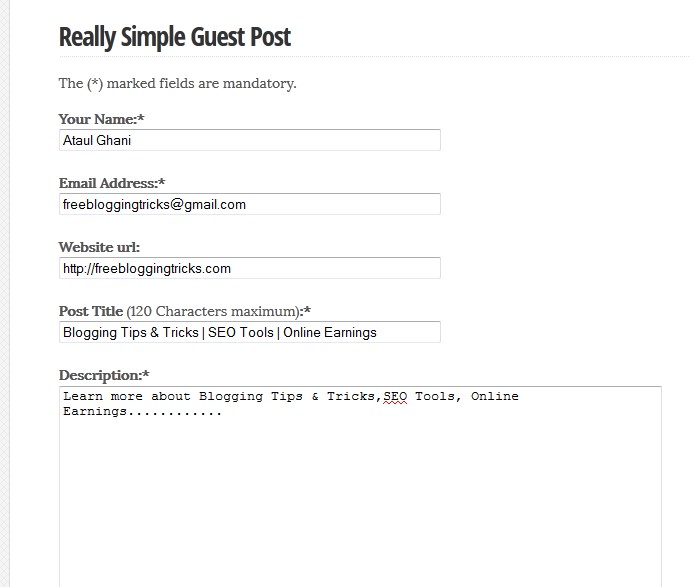 Really Simple Guest Post
The (*) marked fields are mandatory.
Your Name:*
Ataul Ghani
Email Address:*
freebloggingtricks@gmail.com
Website url:
http://freebloggingtricks.com
Post Title (120 Characters maximum):*
Blogging Tips & Tricks | SEO Tools | Online Earnings
Description:*
Learn more about Blogging Tips & Tricks,SEO Tools, Online
Earnings............